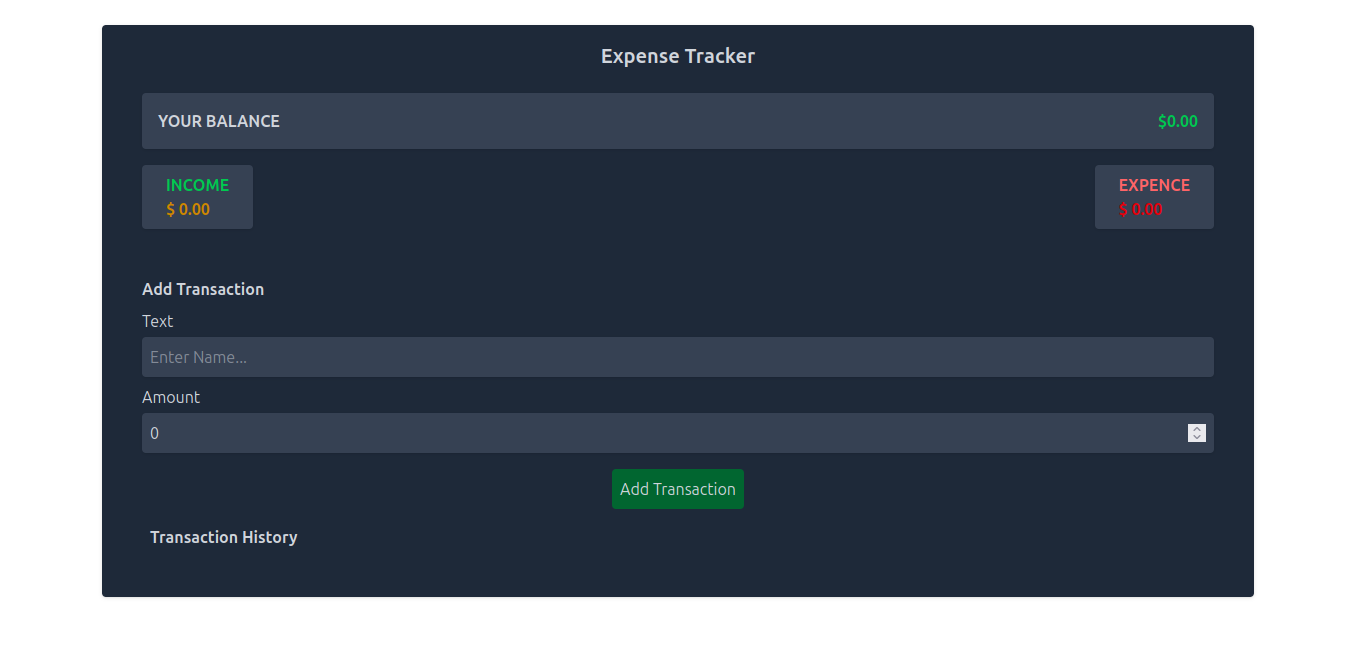 Expense Tracker
YOUR BALANCE $0.00
INCOME EXPENCE
$ 0.00 $ 0.00
Add Transaction
Text
Enter Name...
Amount
0
Add Transaction
Transaction History